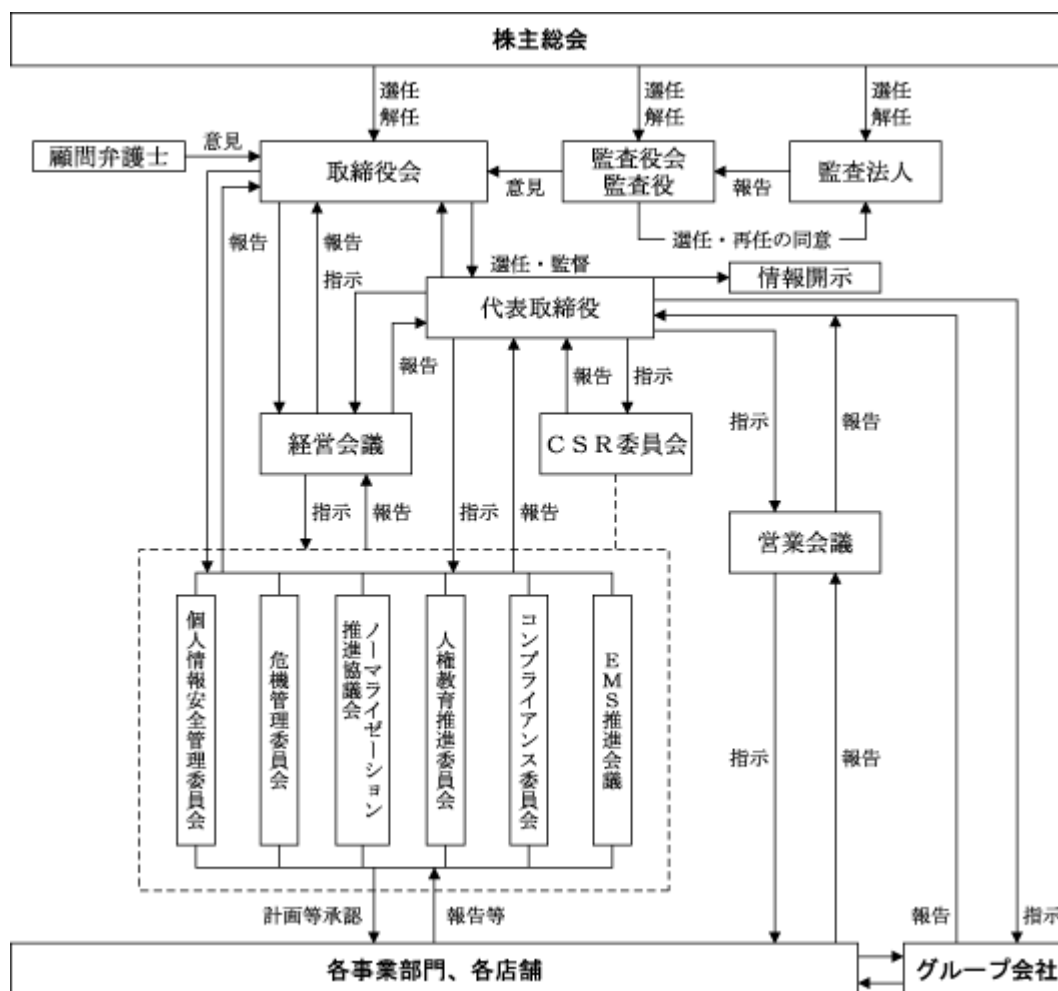 株主総会
選任
解任
選任
解任
選任
解任
顧問弁護士
意見
取締役会
意見
監査役会
監査役
報告
監査法人
選任・再任の同意
報告
報告
指示
選任・監督
情報開示
代表取締役
報告
報告
指示
指示
報告
経営会議
CSR委員会
指示
報告
指示
報告
営業会議
個人情報安全管理委員会
危機管理委員会
ノーマライゼーション
推進協議会
人権教育推進委員会
コンプライアンス委員会
EMS推進会議
指示
報告
計画等承認
報告等
報告
指示
各事業部門、各店舗
グループ会社